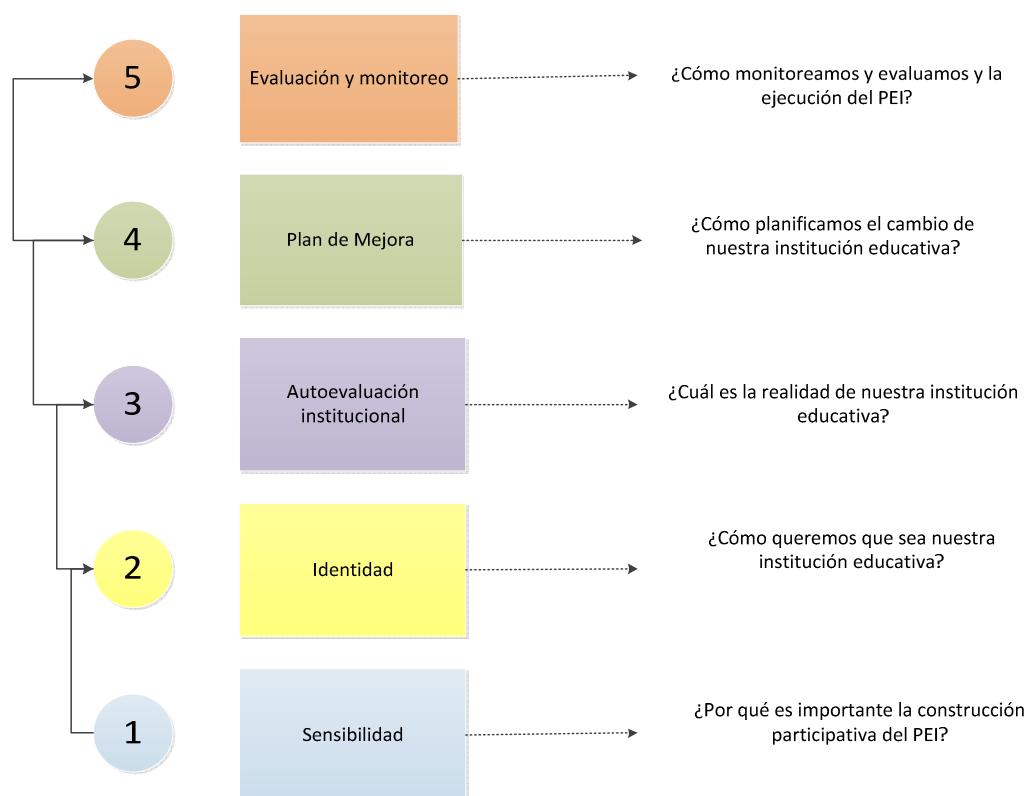 5
Evaluación y monitoreo
¿Cómo monitoreamos y evaluamos y la
ejecución del PEI?
4
Plan de Mejora
¿Cómo planificamos el cambio de
nuestra institución educativa?
3
Autoevaluación
institucional
¿Cuál es la realidad de nuestra institución
educativa?
2
Identidad
¿Cómo queremos que sea nuestra
institución educativa?
1
Sensibilidad
¿Por qué es importante la construcción
participativa del PEI?